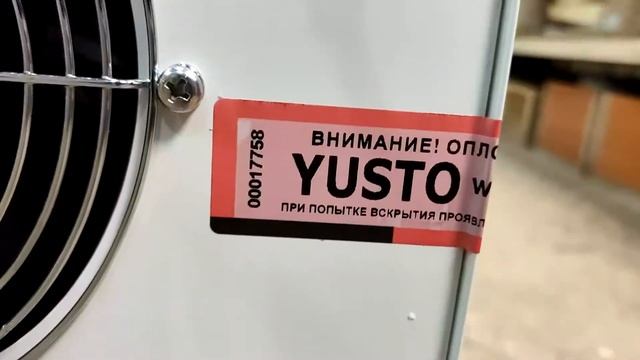 ВНИМАНИЕ! ОПЛО
YUSTO w
ПРИ ПОПЫТКЕ ВСКРЫТИЯ ПРОЯВЛ
00017758